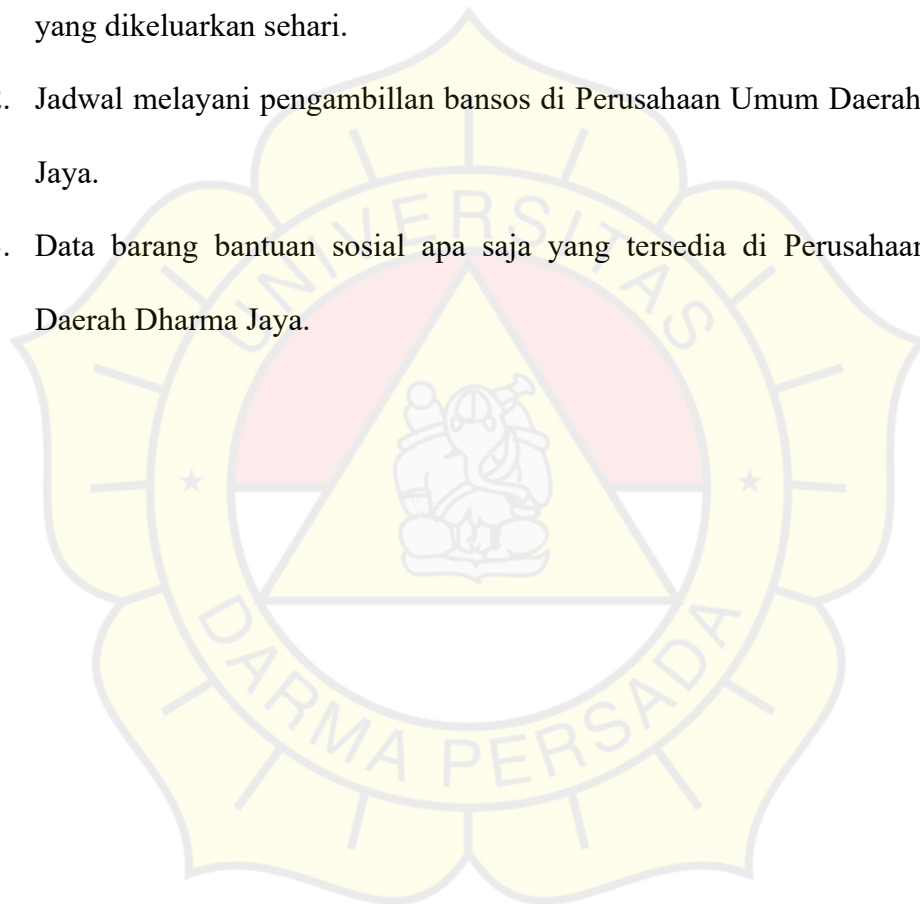 yang dikeluarkan sehari.
. Jadwal melayani pengambillan bansos di Perusahaan Umum Daerah
Jaya.
. Data barang bantuan sosial apa saja yang tersedia di Perusahaan
Daerah Dharma Jaya.
UNIVERSITAS
DARMA PERSADA